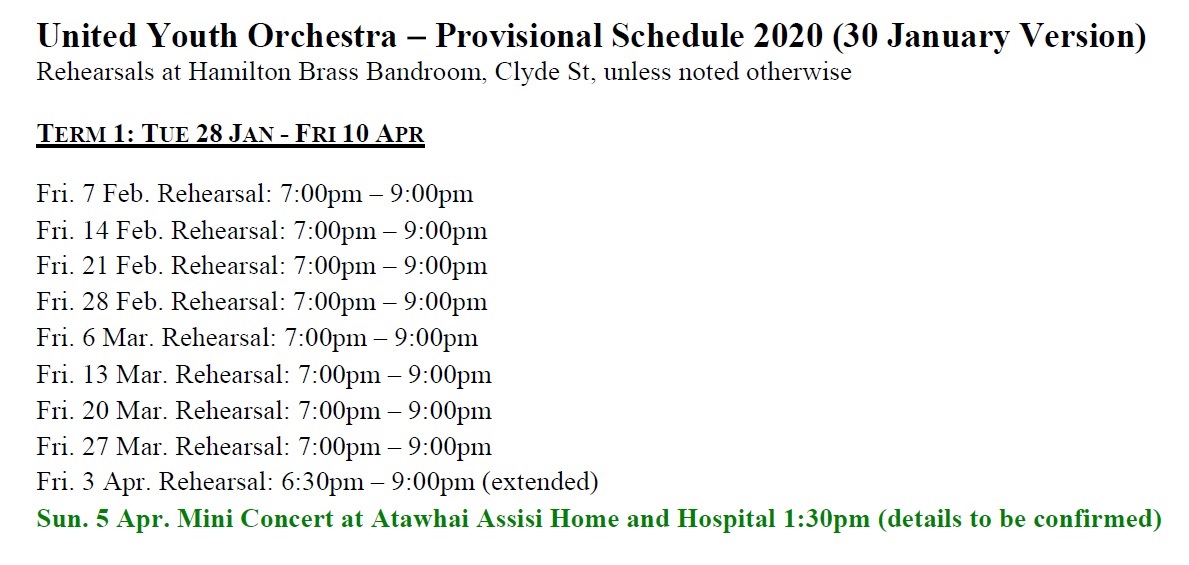 United Youth Orchestra – Provisional Schedule 2020 (30 January Version)
Rehearsals at Hamilton Brass Bandroom, Clyde St, unless noted otherwise
TERM 1: TUE 28 JAN - FRI 10 APR
Fri. 7 Feb. Rehearsal: 7:00pm – 9:00pm
Fri. 14 Feb. Rehearsal: 7:00pm – 9:00pm
Fri. 21 Feb. Rehearsal: 7:00pm – 9:00pm
Fri. 28 Feb. Rehearsal: 7:00pm – 9:00pm
Fri. 6 Mar. Rehearsal: 7:00pm – 9:00pm
Fri. 13 Mar. Rehearsal: 7:00pm – 9:00pm
Fri. 20 Mar. Rehearsal: 7:00pm – 9:00pm
Fri. 27 Mar. Rehearsal: 7:00pm – 9:00pm
Fri. 3 Apr. Rehearsal: 6:30pm – 9:00pm (extended)
Sun. 5 Apr. Mini Concert at Atawhai Assisi Home and Hospital 1:30pm (details to be confirmed)